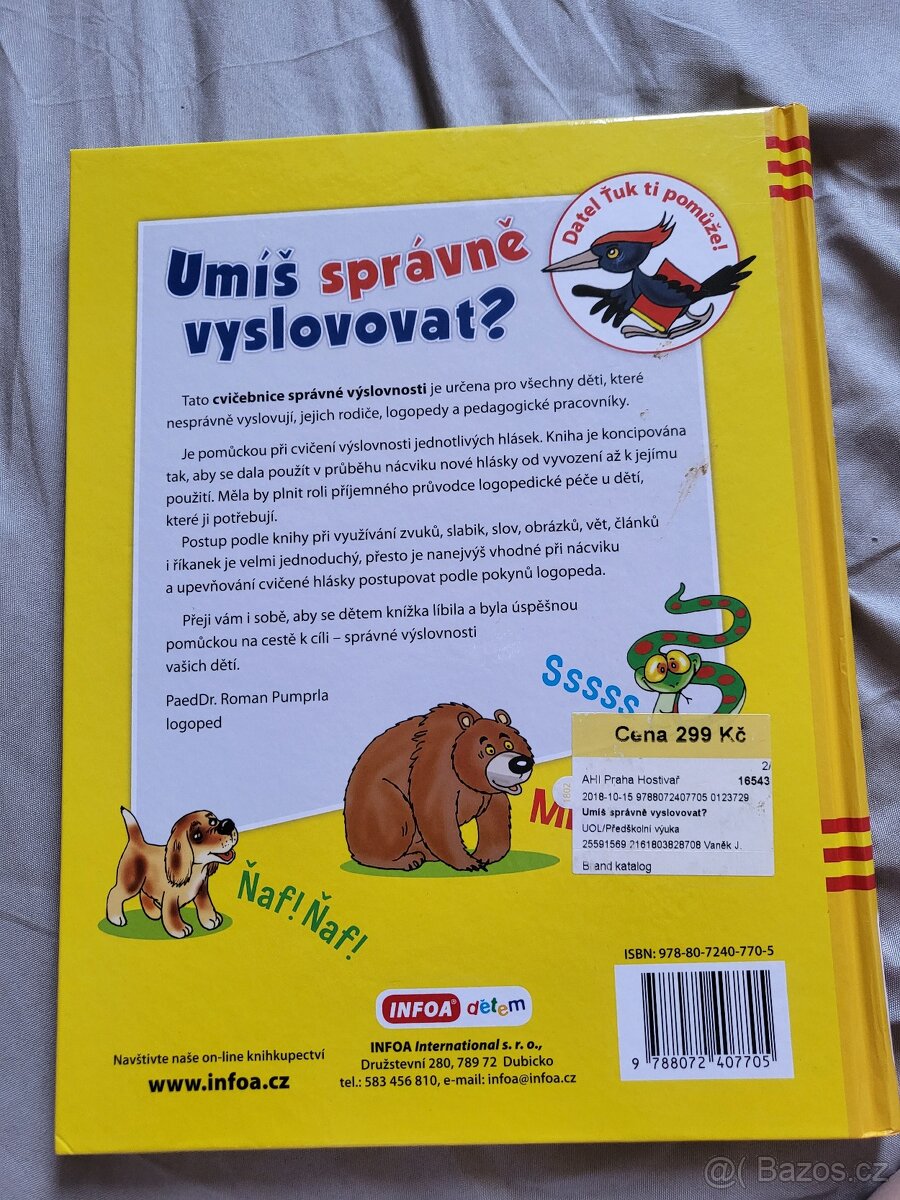 Datel Ťuk ti pomůže!
Umíš správně
vyslovovat?
Tato cvičebnice správné výslovnosti je určena pro všechny děti, které
nesprávně vyslovují, jejich rodiče, logopedy a pedagogické pracovníky.
Je pomůckou při cvičení výslovnosti jednotlivých hlásek. Kniha je koncipována
tak, aby se dala použít v průběhu nácviku nové hlásky od vyvození až k jejímu
použití. Měla by plnit roli příjemného průvodce logopedické péče u dětí,
které ji potřebují.
Postup podle knihy při využívání zvuků, slabik, slov, obrázků, vět, článků
i říkanek je velmi jednoduchý, přesto je nanejvýš vhodné při nácviku
a upevňování cvičené hlásky postupovat podle pokynů logopeda.
Přeji vám i sobě, aby se dětem knížka líbila a byla úspěšnou
pomůckou na cestě k cíli – správné výslovnosti
vašich dětí.
PaedDr. Roman Pumprla
logoped
Sssss
Cena 299 Kč
2/
AHI Praha Hostivař 16543
2018-10-15 9788072407705 0123729
Umíš správně vyslovovat?
UOL/Předškolní výuka
25591569 2161803828708 Vaněk J.
Brand katalog
Ňaf! Ňaf!
ISBN: 978-80-7240-770-5
INFOA® dětem
INFOA International s. r. o.,
Družstevní 280, 789 72 Dubicko
tel.: 583 456 810, e-mail: infoa@infoa.cz
Navštivte naše on-line knihkupectví
www.infoa.cz
9 788072 407705
@( Bazos.cz